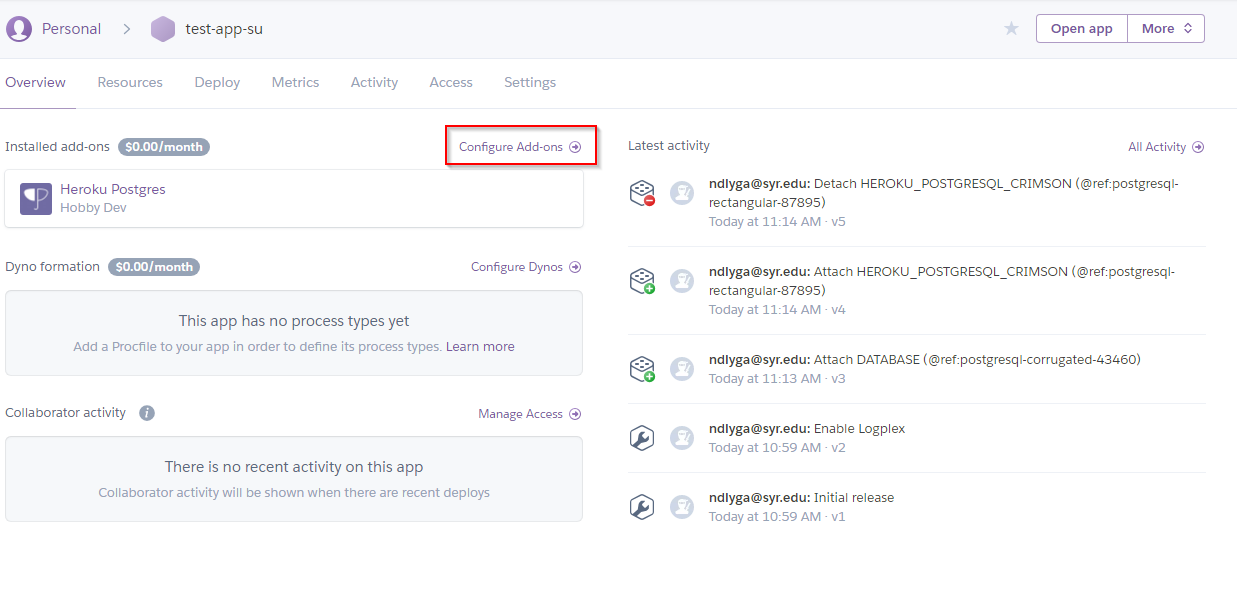 Personal
test-app-su
Open app
More
Overview
Resources
Deploy
Metrics
Activity
Access
Settings
Installed add-ons
$0.00/month
Configure Add-ons
Heroku Postgres
Hobby Dev
Dyno formation
$0.00/month
Configure Dynos
This app has no process types yet
Add a Procfile to your app in order to define its process types. Learn more
Collaborator activity
i
Manage Access
There is no recent activity on this app
Collaborator activity will be shown when there are recent deploys
Latest activity
All Activity
ndlyga@syr.edu: Detach HEROKU_POSTGRESQL_CRIMSON (@ref:postgresql-
rectangular-87895)
Today at 11:14 AM · v5
ndlyga@syr.edu: Attach HEROKU_POSTGRESQL_CRIMSON (@ref:postgresql-
rectangular-87895)
Today at 11:14 AM · v4
ndlyga@syr.edu: Attach DATABASE (@ref:postgresql-corrugated-43460)
Today at 11:13 AM · v3
ndlyga@syr.edu: Enable Logplex
Today at 10:59 AM · v2
ndlyga@syr.edu: Initial release
Today at 10:59 AM · v1